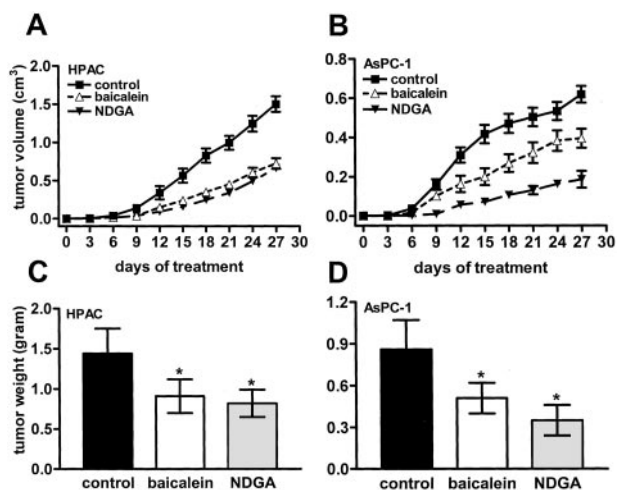 A
HPAC
control
baicalein
NDGA
tumor volume (cm³)
2.0
1.5
1.0
0.5
0.0
0 3 6 9 12 15 18 21 24 27 30
days of treatment
B
AsPC-1
control
baicalein
NDGA
0.8
0.6
0.4
0.2
0.0
0 3 6 9 12 15 18 21 24 27 30
days of treatment
C
HPAC
tumor weight (gram)
2.0
1.5
1.0
0.5
0.0
* *
control baicalein NDGA
D
AsPC-1
1.2
0.9
0.6
0.3
0.0
* *
control baicalein NDGA